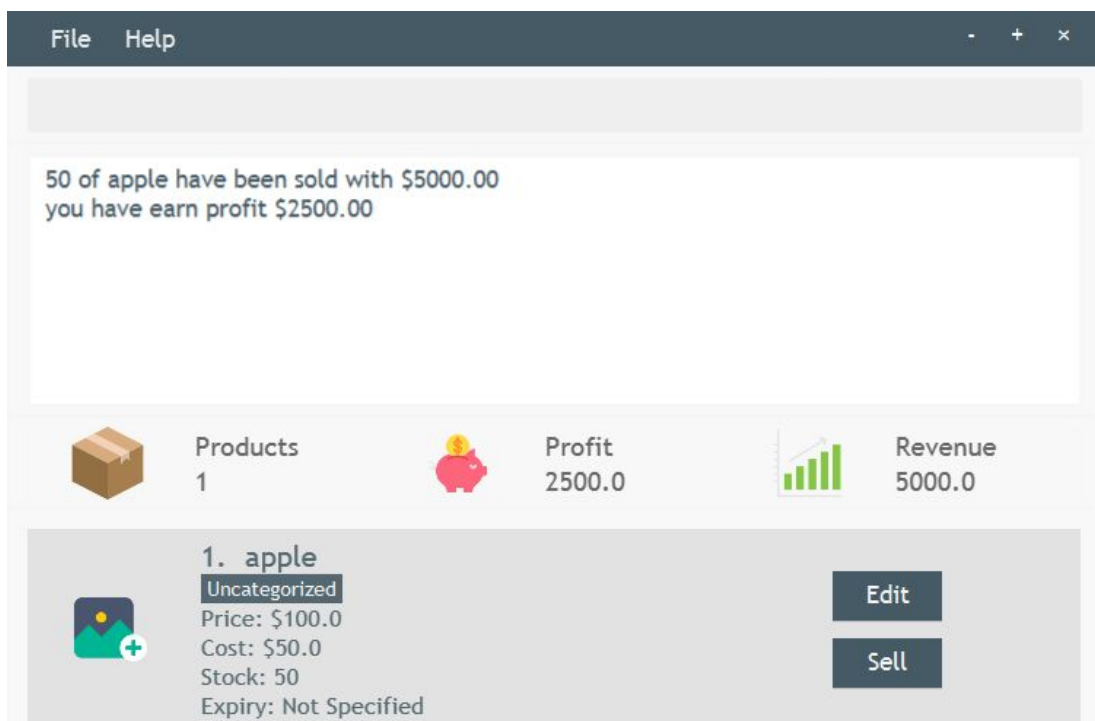 File Help - + ×
50 of apple have been sold with $5000.00
you have earn profit $2500.00
Products
1
Profit
2500.0
Revenue
5000.0
1. apple
Uncategorized
Price: $100.0
Cost: $50.0
Stock: 50
Expiry: Not Specified
Edit
Sell